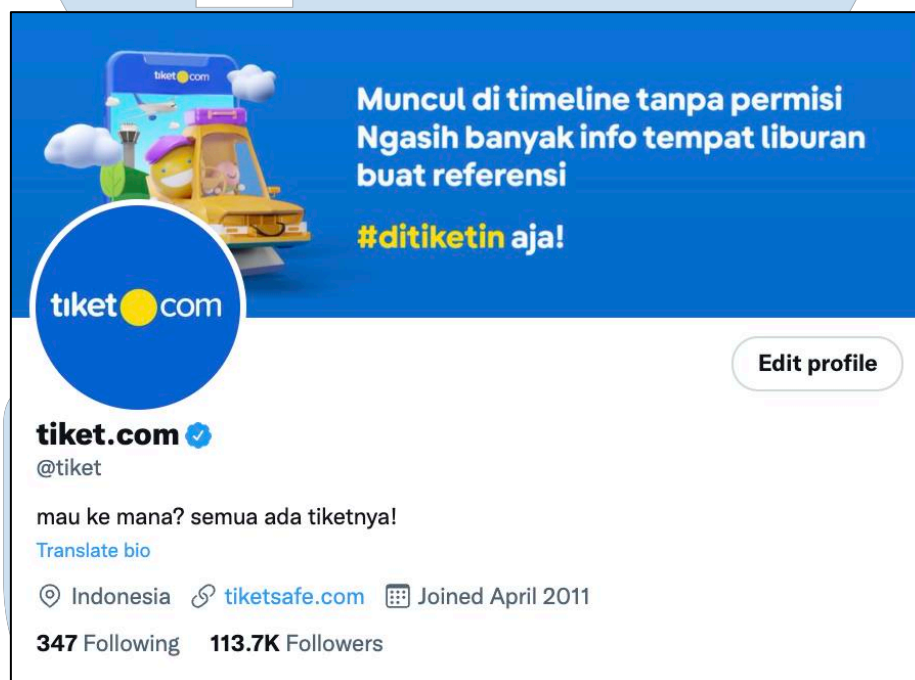 tiket com
Muncul di timeline tanpa permisi
Ngasih banyak info tempat liburan
buat referensi
#ditiketin aja!
tiket com
Edit profile
tiket.com
@tiket
mau ke mana? semua ada tiketnya!
Translate bio
Indonesia tiketsafe.com Joined April 2011
347 Following 113.7K Followers